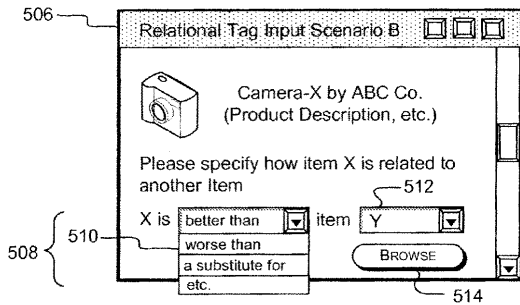 506
Relational Tag Input Scenario B
Camera-X by ABC Co.
(Product Description, etc.)
Please specify how item X is related to
another Item
512
X is better than item Y
508
510
worse than
a substitute for
etc.
BROWSE
514